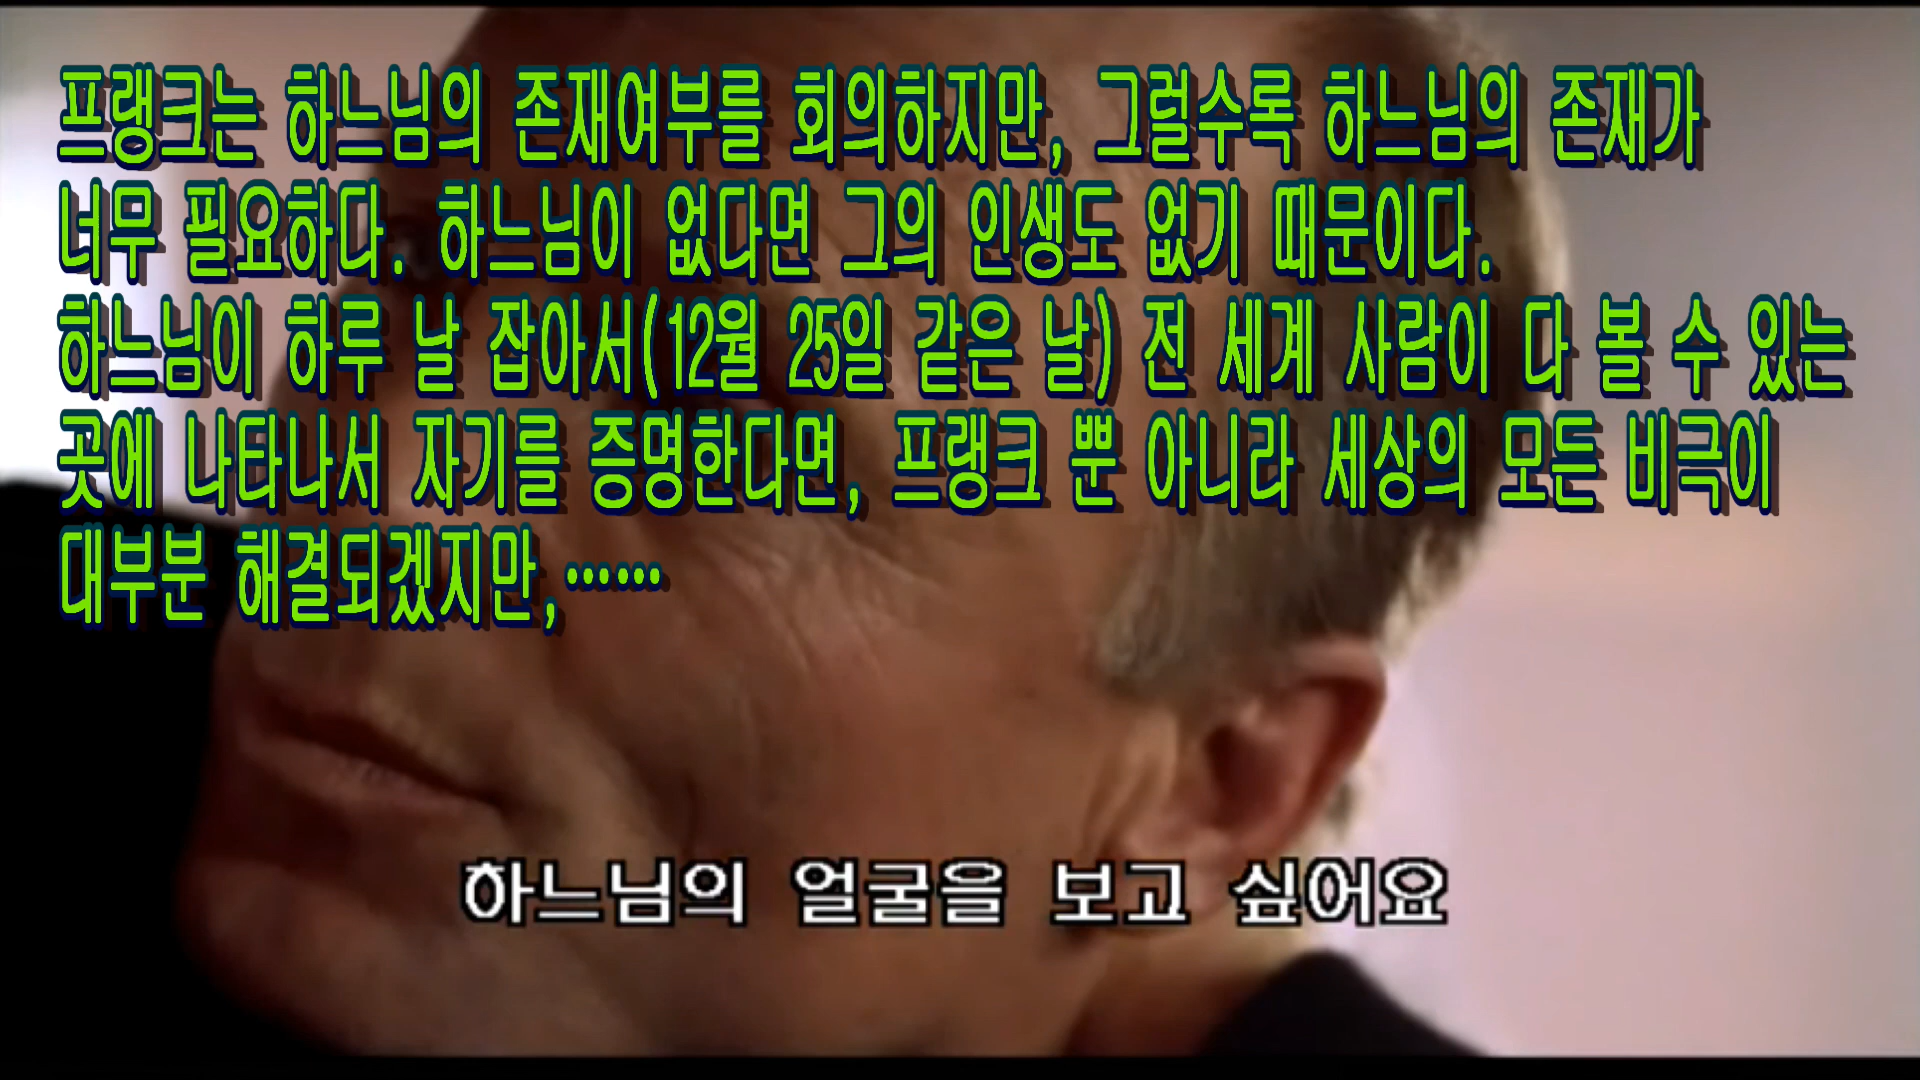 프랭크는 하느님의 존재여부를 회의하지만, 그럴수록 하느님의 존재가
너무 필요하다. 하느님이 없다면 그의 인생도 없기 때문이다.
하느님이 하루 날 잡아서(12월 25일 같은 날) 전 세계 사람이 다 볼 수 있는
곳에 나타나서 자기를 증명한다면, 프랭크 뿐 아니라 세상의 모든 비극이
대부분 해결되겠지만,……
하느님의 얼굴을 보고 싶어요